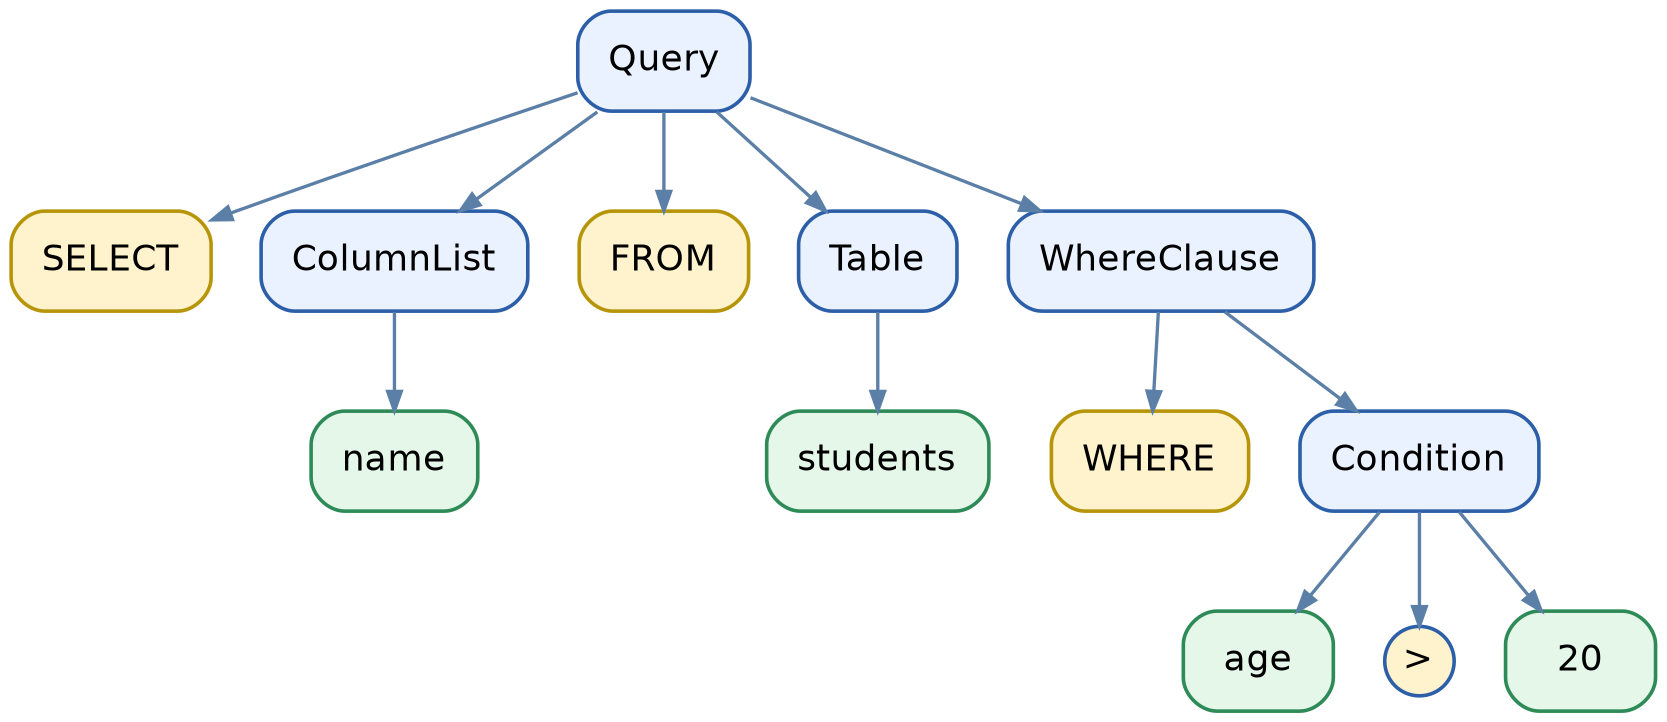 Query
SELECT
ColumnList
FROM
Table
WhereClause
name
students
WHERE
Condition
age
>
20